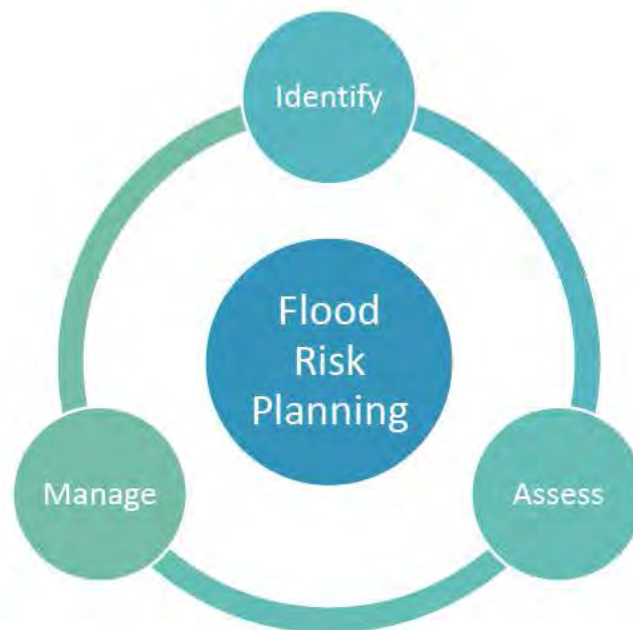 Identify
Flood
Risk
Planning
Manage
Assess